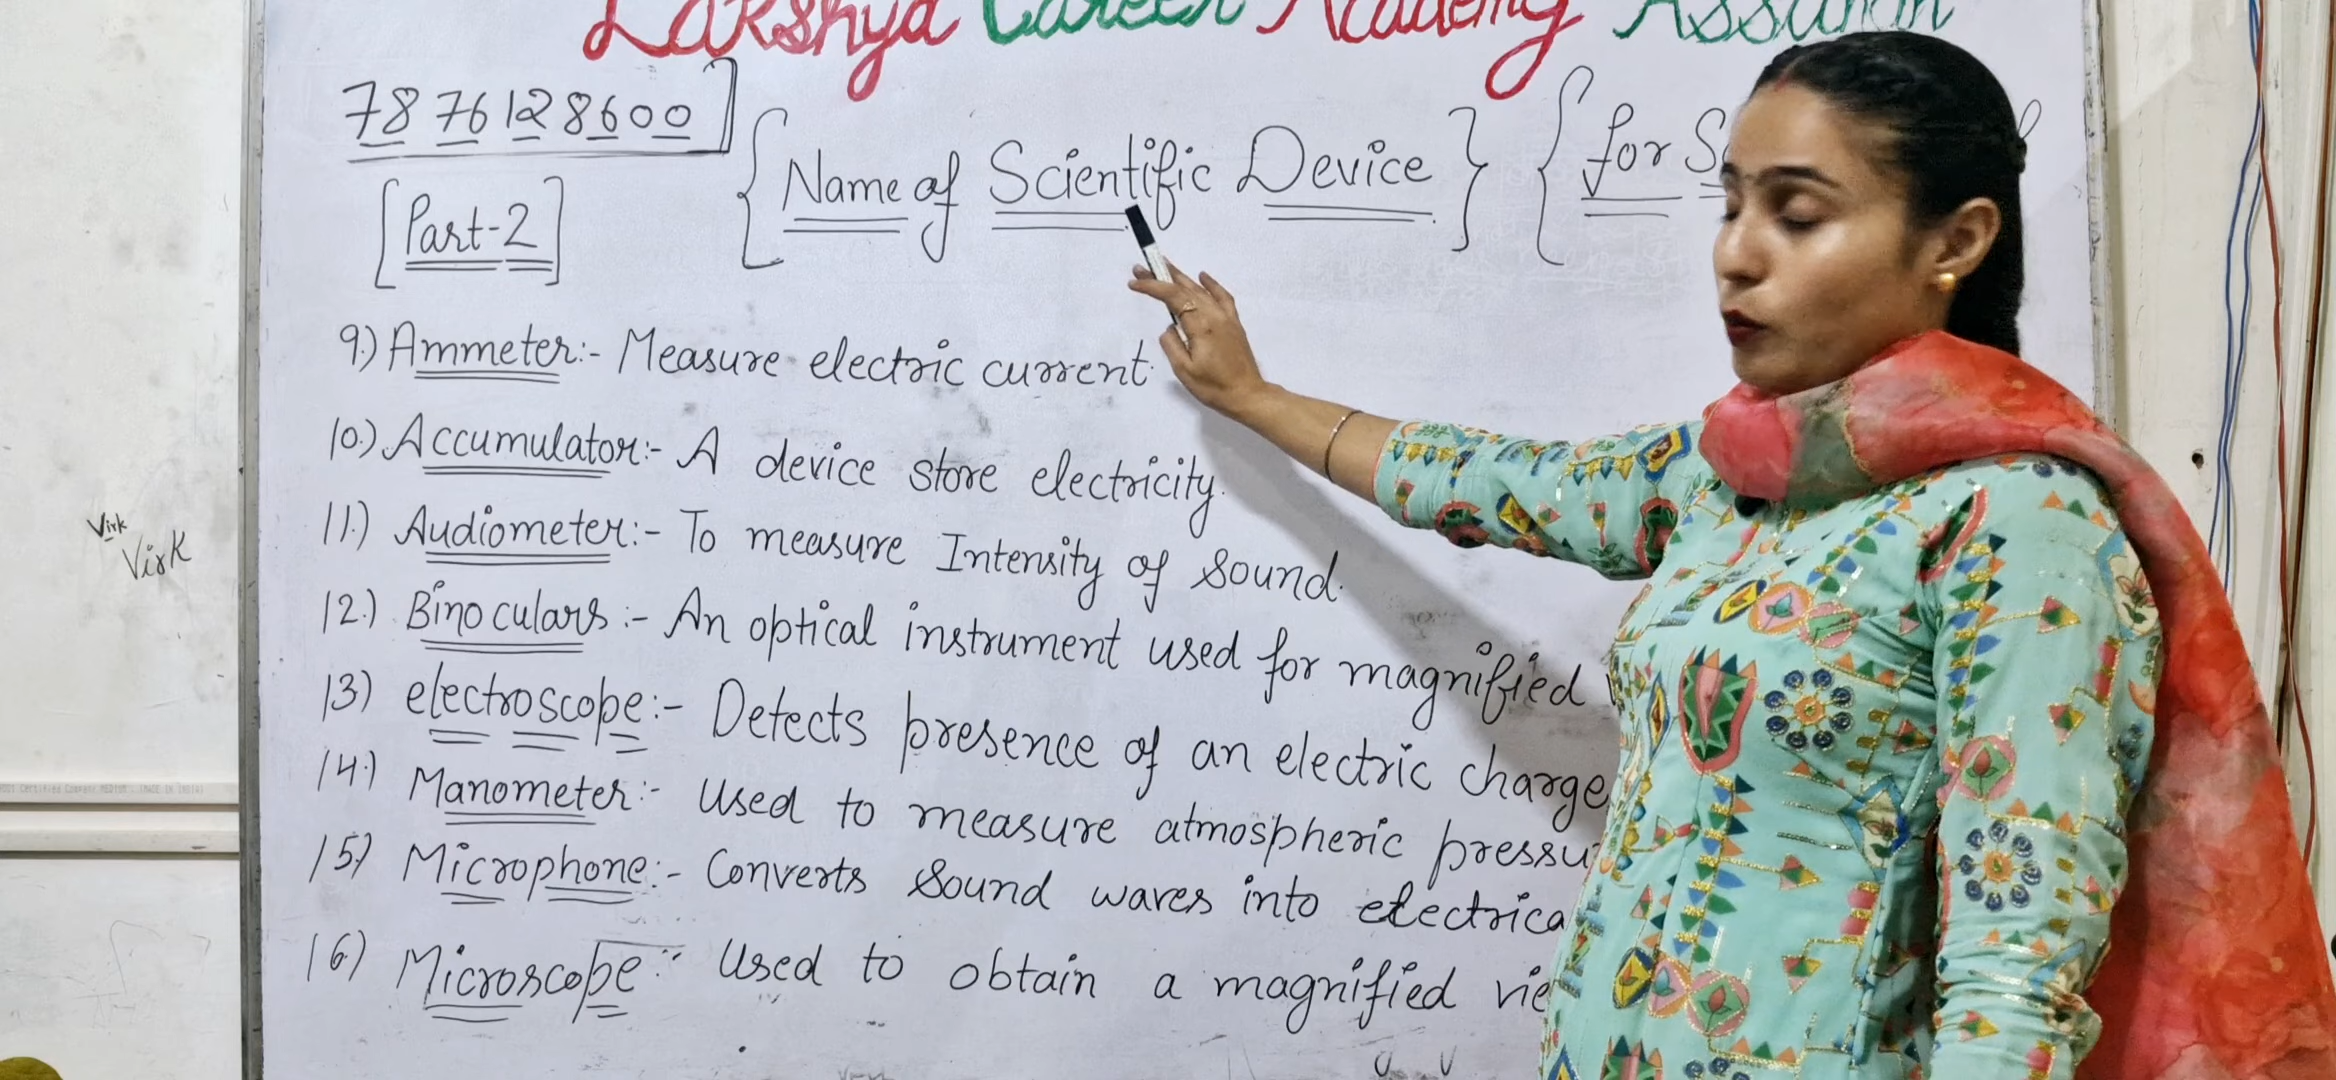 Lakshya Career Academy Assandh
7876128600
{Name of Scientific Device} {for S
[Part-2]
9.) Ammeter:- Measure electric current.
10.) Accumulator:- A device store electricity.
11.) Audiometer:- To measure Intensity of Sound.
12.) Binoculars:- An optical instrument used for magnified
13) electroscope:- Detects presence of an electric charge
14.) Manometer:- Used to measure atmospheric pressu
15.) Microphone:- Converts Sound waves into electrica
16) Microscope:- Used to obtain a magnified vie
Virk
Virk